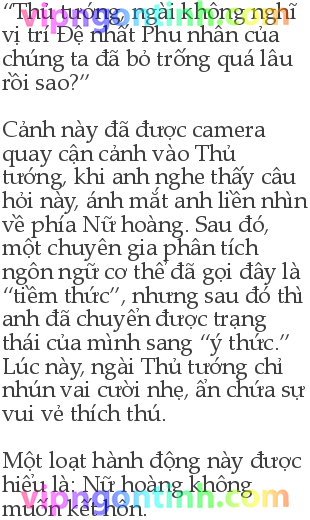 “Thủ tướng, ngài không nghĩ
vị trí Đệ nhất Phu nhân của
chúng ta đã bỏ trống quá lâu
rồi sao?”
Cảnh này đã được camera
quay cận cảnh vào Thủ
tướng, khi anh nghe thấy câu
hỏi này, ánh mắt anh liền nhìn
về phía Nữ hoàng. Sau đó,
một chuyên gia phân tích
ngôn ngữ cơ thể đã gọi đây là
“tiềm thức”, nhưng sau đó thì
anh đã chuyển được trạng
thái của mình sang “ý thức.”
Lúc này, ngài Thủ tướng chỉ
nhún vai cười nhẹ, ẩn chứa sự
vui vẻ thích thú.
Một loạt hành động này được
hiểu là: Nữ hoàng không
muốn kết hôn.
vipngontinh.com
vipngontinh.com